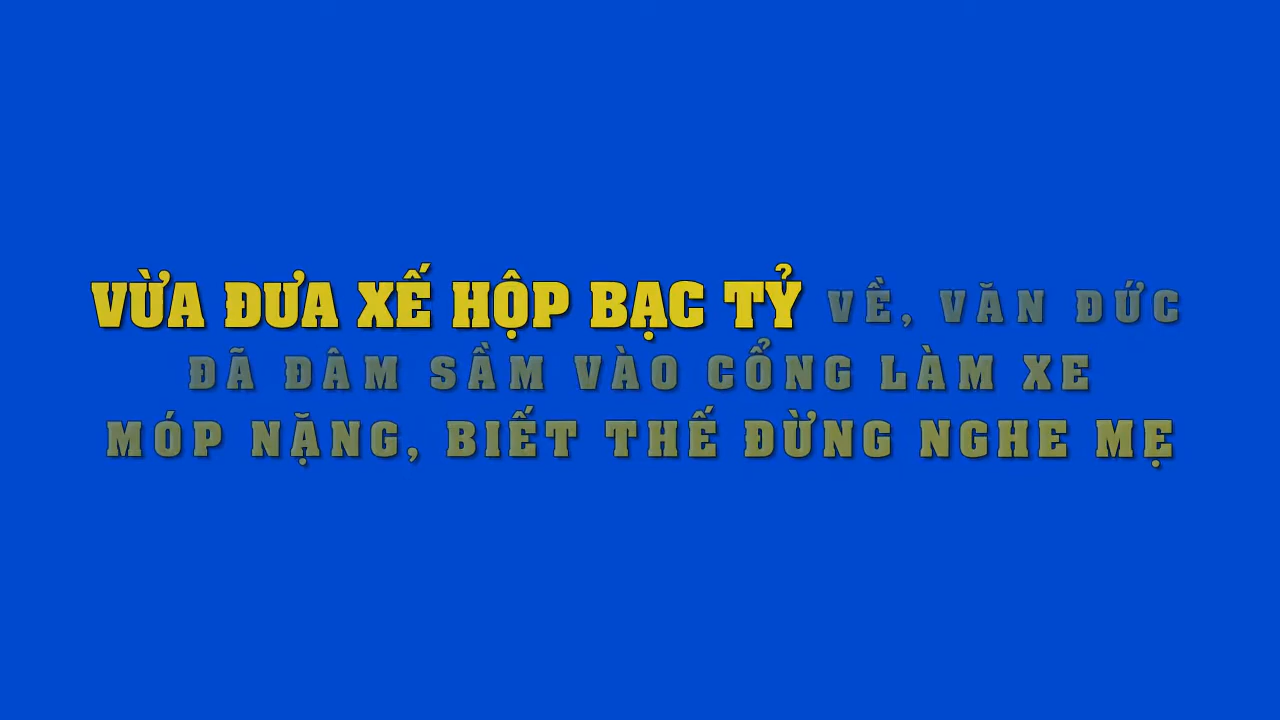 VỪA ĐƯA XẾ HỘP BẠC TỶ VỀ, VĂN ĐỨC
ĐÃ ĐÂM SẦM VÀO CỔNG LÀM XE
MÓP NẶNG, BIẾT THẾ ĐỪNG NGHE MẸ